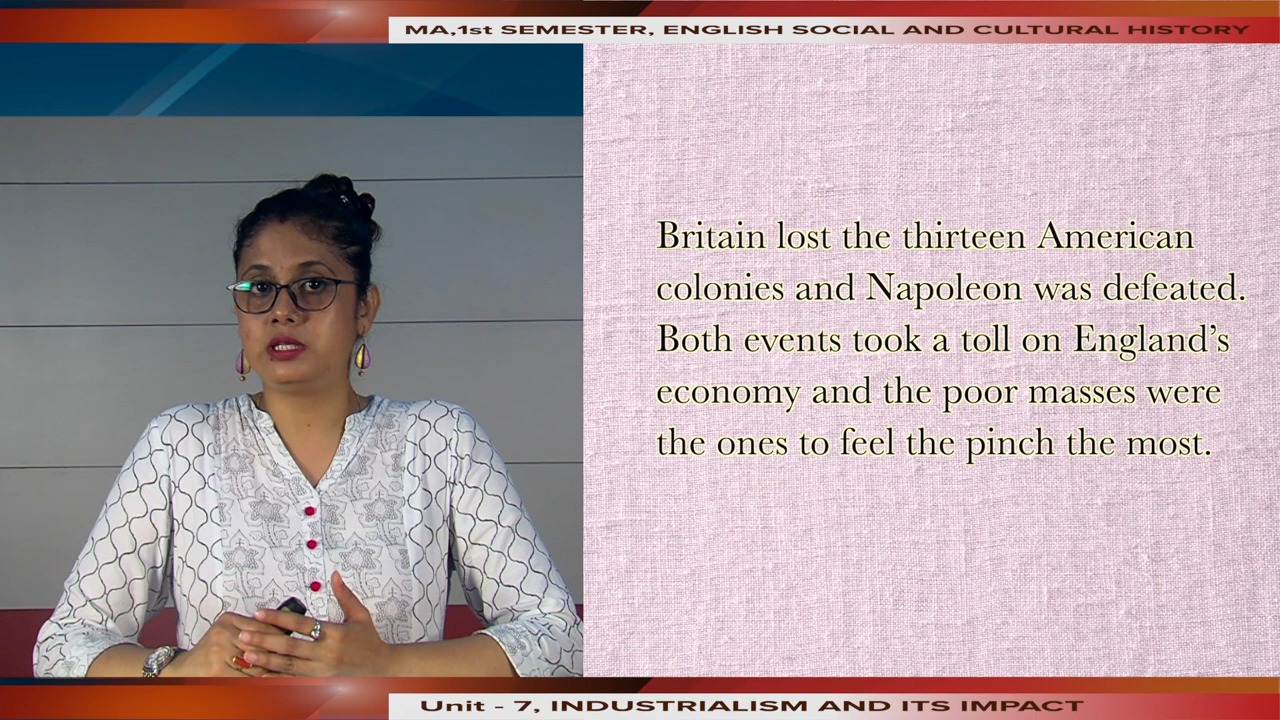 MA,1st SEMESTER, ENGLISH SOCIAL AND CULTURAL HISTORY
Britain lost the thirteen American
colonies and Napoleon was defeated.
Both events took a toll on England’s
economy and the poor masses were
the ones to feel the pinch the most.
Unit - 7, INDUSTRIALISM AND ITS IMPACT